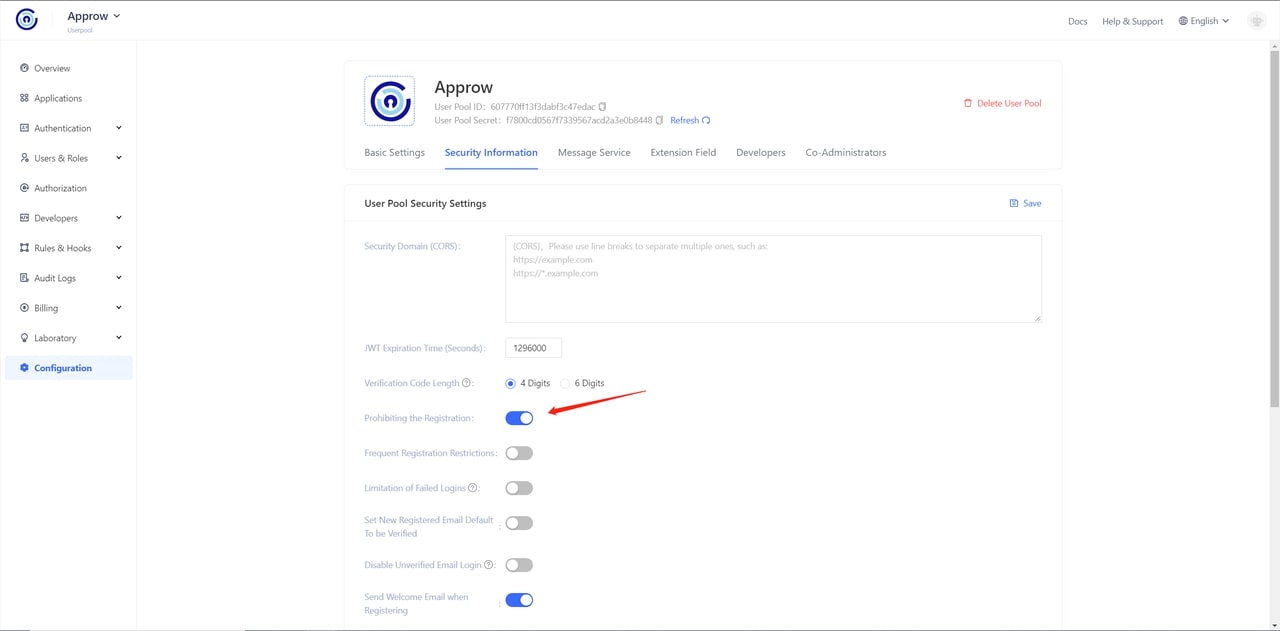 Approw
Userpool
Docs
Help & Support
English
Overview
Applications
Authentication
Users & Roles
Authorization
Developers
Rules & Hooks
Audit Logs
Billing
Laboratory
Configuration
Approw
User Pool ID: 607770ff13f3dabf3c47edac
User Pool Secret: f7800cd0567f7339567acd2a3e0b8448 Refresh
Delete User Pool
Basic Settings
Security Information
Message Service
Extension Field
Developers
Co-Administrators
User Pool Security Settings
Save
Security Domain (CORS):
(CORS), Please use line breaks to separate multiple ones, such as:
https://example.com
https://*.example.com
JWT Expiration Time (Seconds):
1296000
Verification Code Length ?:
4 Digits
6 Digits
Prohibiting the Registration:
Frequent Registration Restrictions:
Limitation of Failed Logins ?:
Set New Registered Email Default
To be Verified :
Disable Unverified Email Login ?:
Send Welcome Email when
Registering :